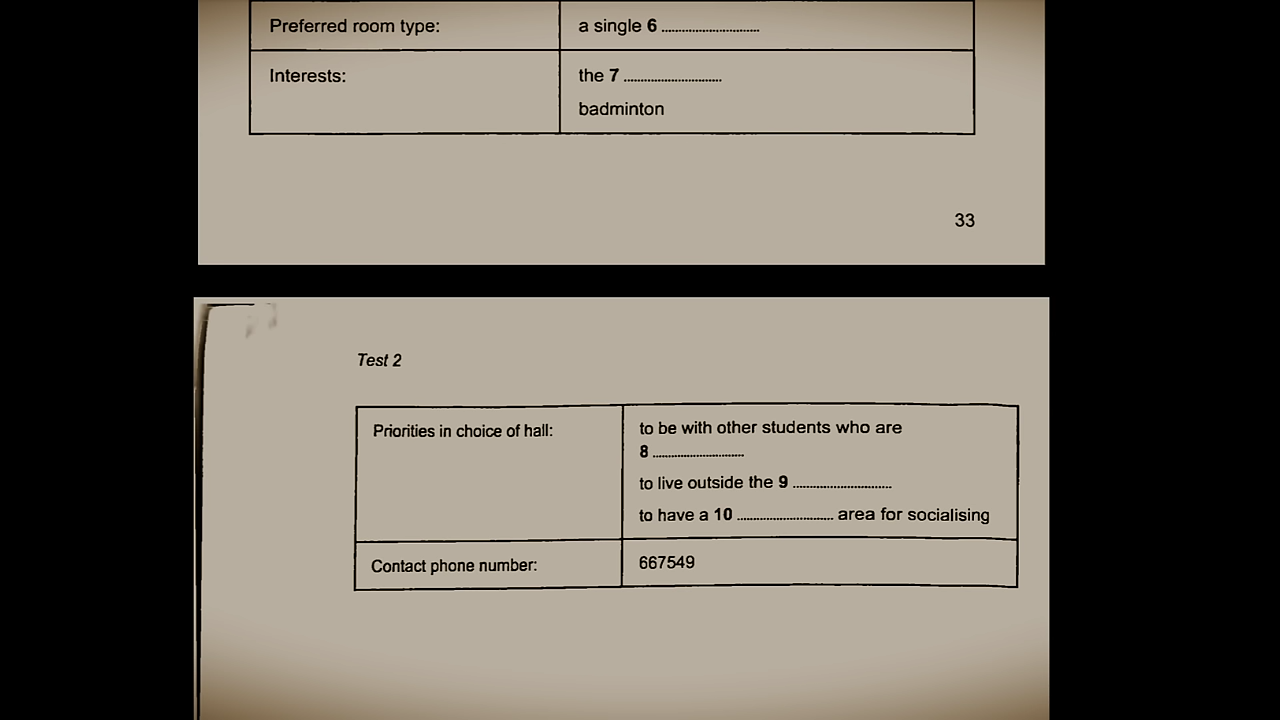 Preferred room type: a single 6 ............................
Interests: the 7 ............................
badminton
33
Test 2
Priorities in choice of hall: to be with other students who are
8 ..........................
to live outside the 9 ............................
to have a 10 ............................ area for socialising
Contact phone number: 667549